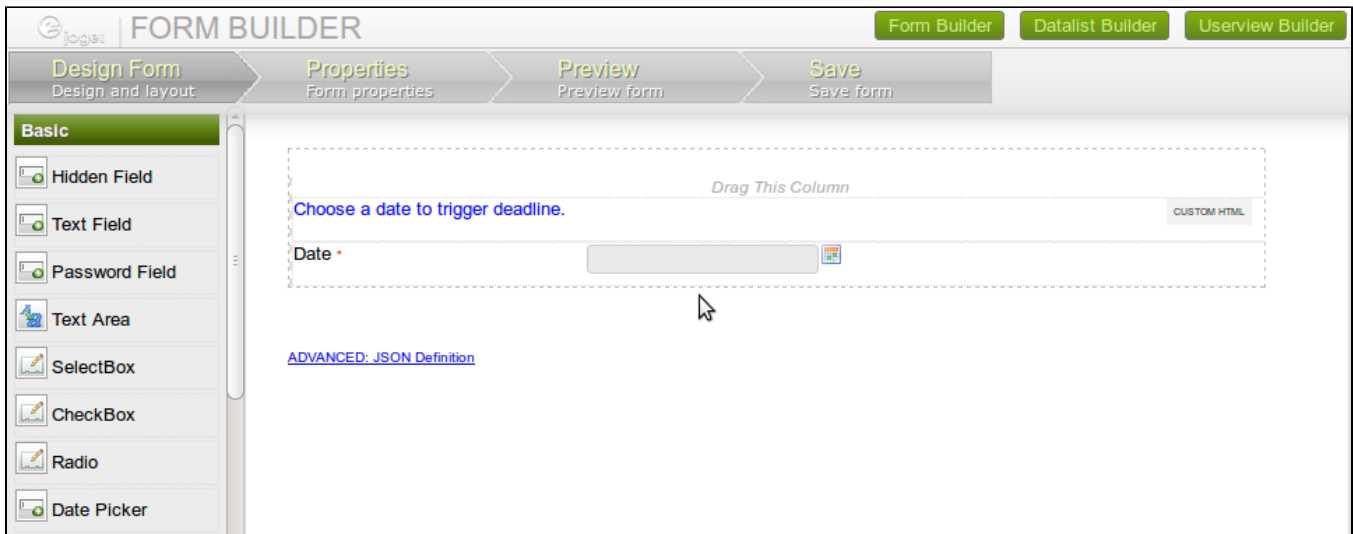 joget | FORM BUILDER
Form Builder
Datalist Builder
Userview Builder
Design Form
Design and layout
Properties
Form properties
Preview
Preview form
Save
Save form
Basic
Hidden Field
Text Field
Password Field
Text Area
SelectBox
CheckBox
Radio
Date Picker
Drag This Column
Choose a date to trigger deadline.
CUSTOM HTML
Date *
ADVANCED: JSON Definition